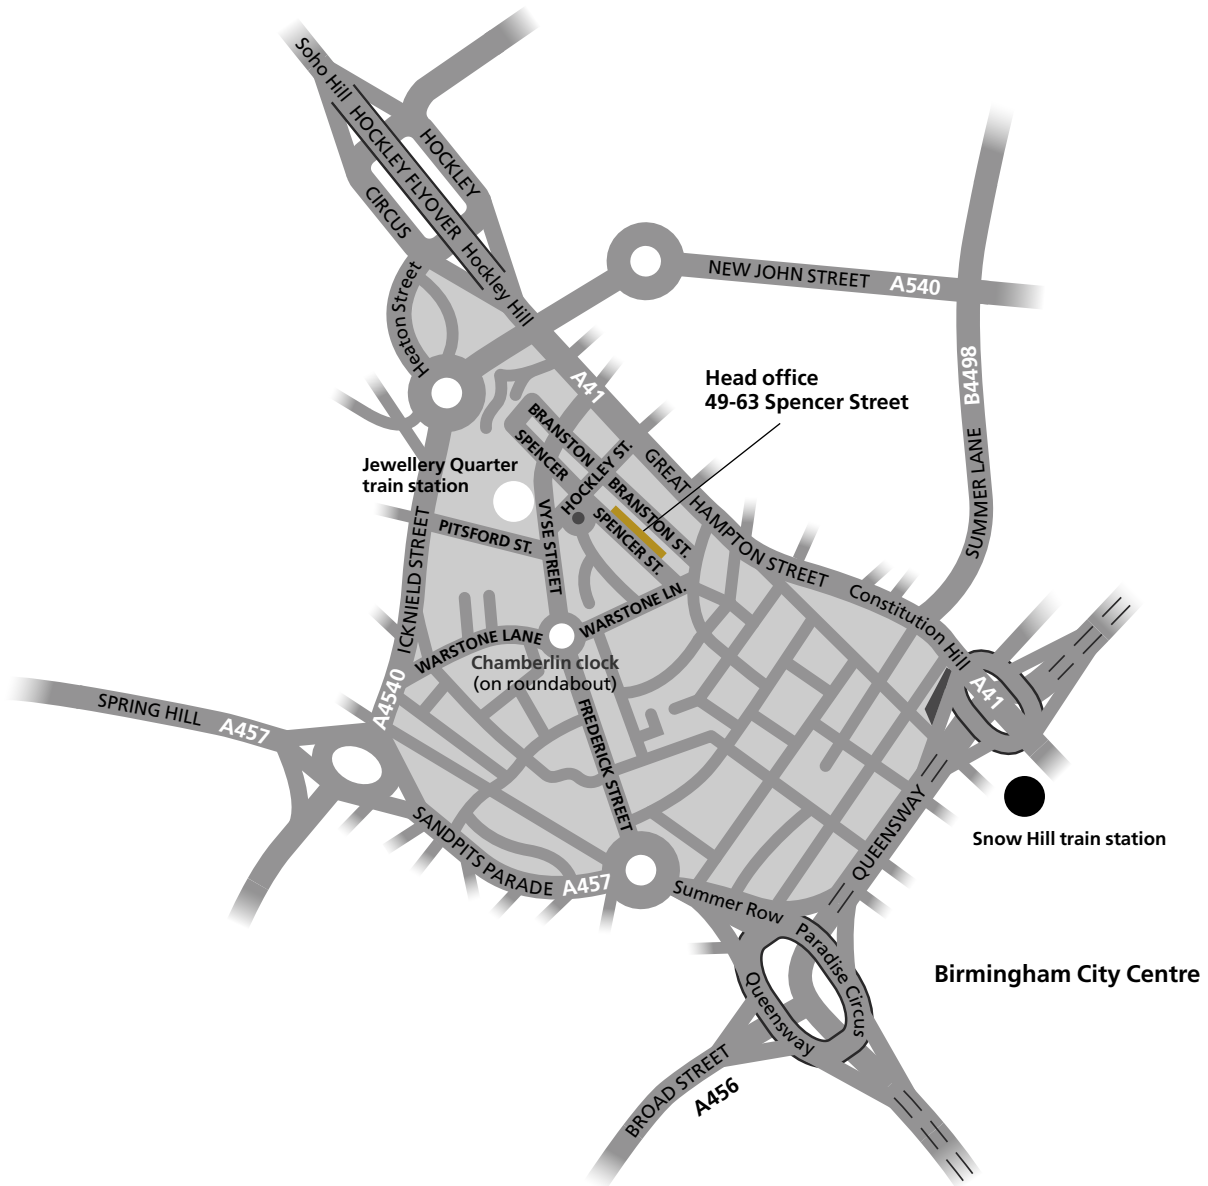 Soho Hill
HOCKLEY FLYOVER
HOCKLEY
CIRCUS
Hockley Hill
Heaton Street
NEW JOHN STREET
A540
A41
B4498
Head office
49-63 Spencer Street
BRANSTON
SPENCER
HOCKLEY ST.
GREAT HAMPTON STREET
SUMMER LANE
Jewellery Quarter
train station
BRANSTON ST.
SPENCER ST.
VYSE STREET
PITSFORD ST.
ICKNIELD STREET
Constitution Hill
WARSTONE LN.
WARSTONE LANE
Chamberlin clock
(on roundabout)
A4540
A41
SPRING HILL
A457
FREDERICK STREET
QUEENSWAY
Snow Hill train station
SANDPITS PARADE
A457
Summer Row
Paradise Circus
Queensway
Birmingham City Centre
BROAD STREET
A456